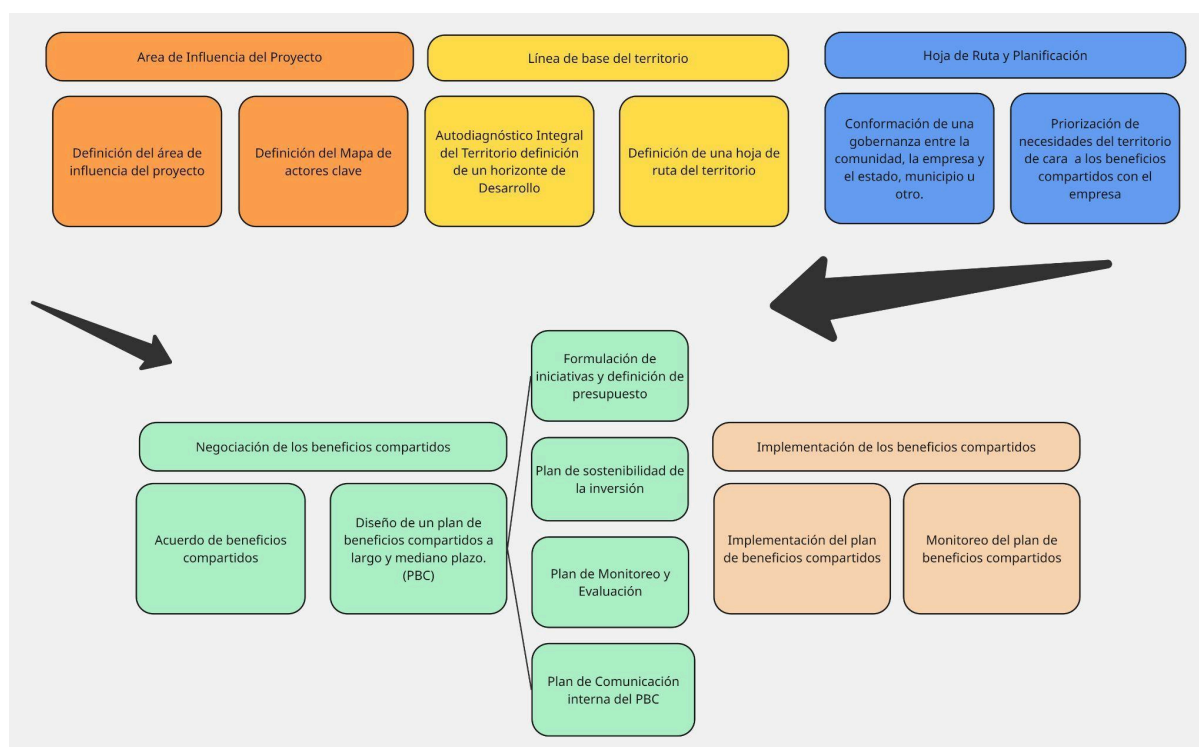 Area de Influencia del Proyecto
Definición del área de
influencia del proyecto
Definición del Mapa de
actores clave
Línea de base del territorio
Autodiagnóstico Integral
del Territorio definición
de un horizonte de
Desarrollo
Definición de una hoja de
ruta del territorio
Hoja de Ruta y Planificación
Conformación de una
gobernanza entre la
comunidad, la empresa y
el estado, municipio u
otro.
Priorización de
necesidades del territorio
de cara a los beneficios
compartidos con el
empresa
Negociación de los beneficios compartidos
Acuerdo de beneficios
compartidos
Diseño de un plan de
beneficios compartidos a
largo y mediano plazo.
(PBC)
Formulación de
iniciativas y definición de
presupuesto
Plan de sostenibilidad de
la inversión
Plan de Monitoreo y
Evaluación
Plan de Comunicación
interna del PBC
Implementación de los beneficios compartidos
Implementación del plan
de beneficios compartidos
Monitoreo del plan de
beneficios compartidos